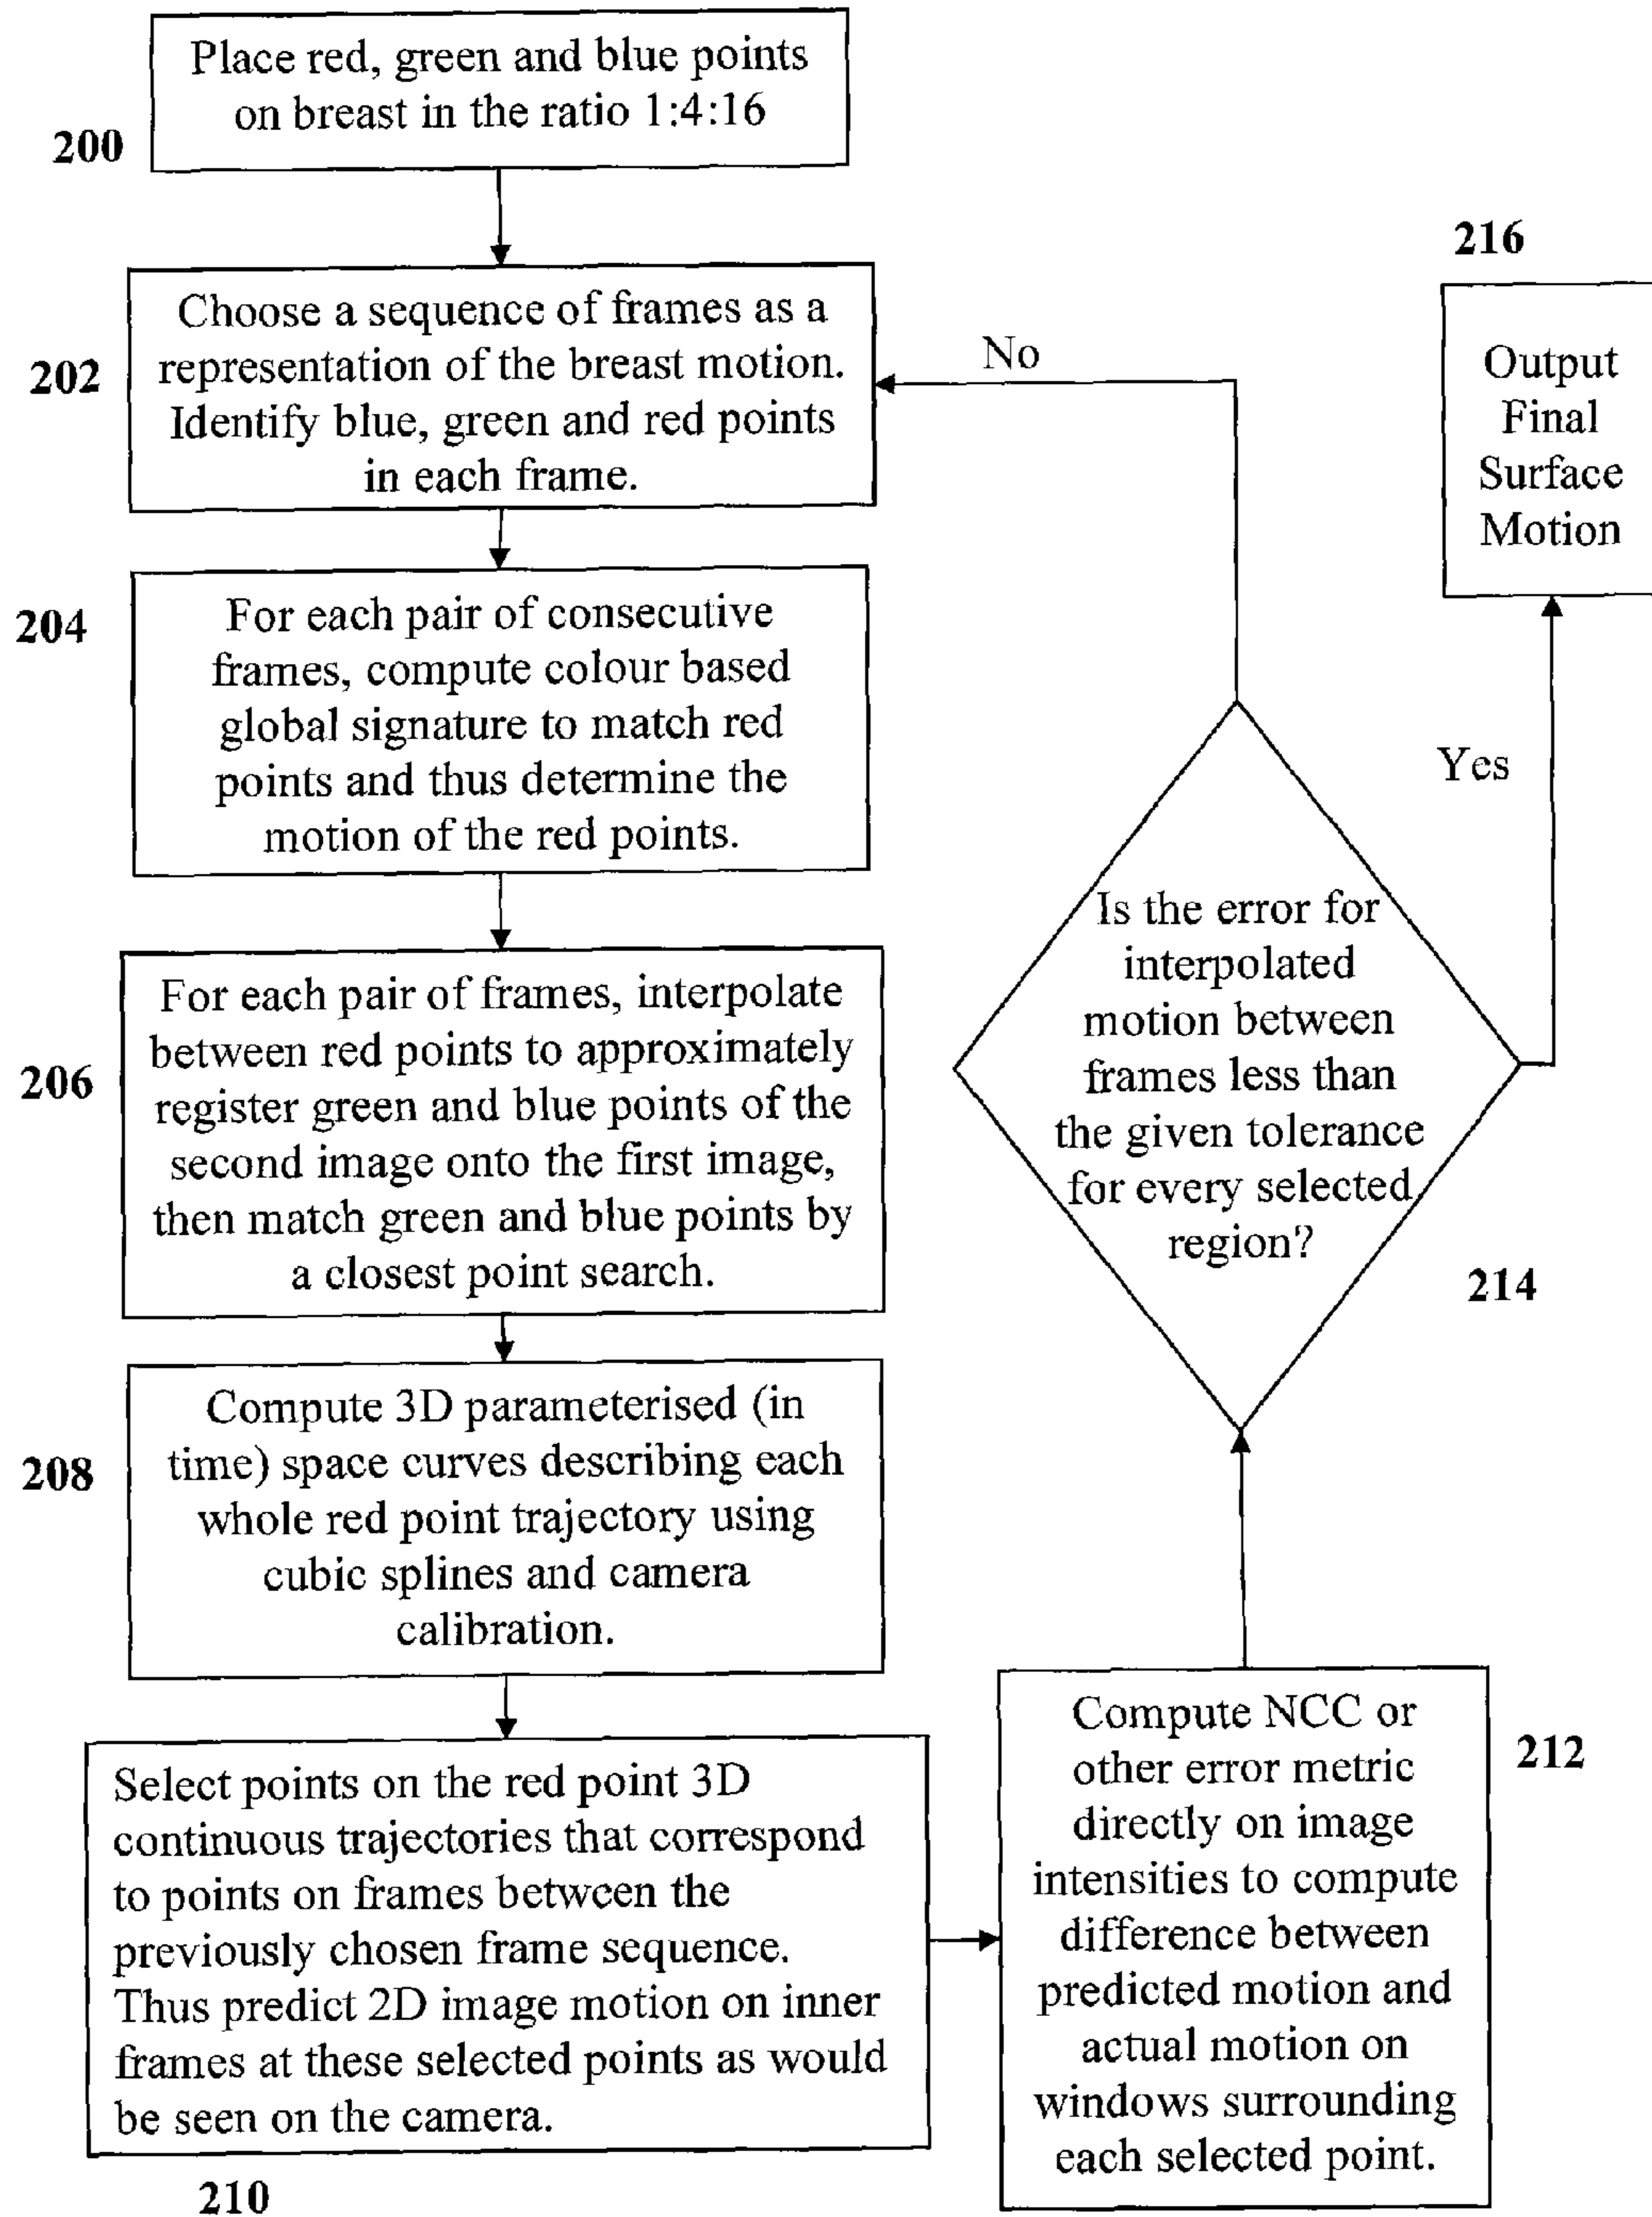 Place red, green and blue points
on breast in the ratio 1:4:16
200
Choose a sequence of frames as a
representation of the breast motion.
Identify blue, green and red points
in each frame.
202
204
For each pair of consecutive
frames, compute colour based
global signature to match red
points and thus determine the
motion of the red points.
For each pair of frames, interpolate
between red points to approximately
register green and blue points of the
second image onto the first image,
then match green and blue points by
a closest point search.
206
Compute 3D parameterised (in
time) space curves describing each
whole red point trajectory using
cubic splines and camera
calibration.
208
Select points on the red point 3D
continuous trajectories that correspond
to points on frames between the
previously chosen frame sequence.
Thus predict 2D image motion on inner
frames at these selected points as would
be seen on the camera.
210
Compute NCC or
other error metric
directly on image
intensities to compute
difference between
predicted motion and
actual motion on
windows surrounding
each selected point.
212
Is the error for
interpolated
motion between
frames less than
the given tolerance
for every selected
region?
214
No
Yes
216
Output
Final
Surface
Motion